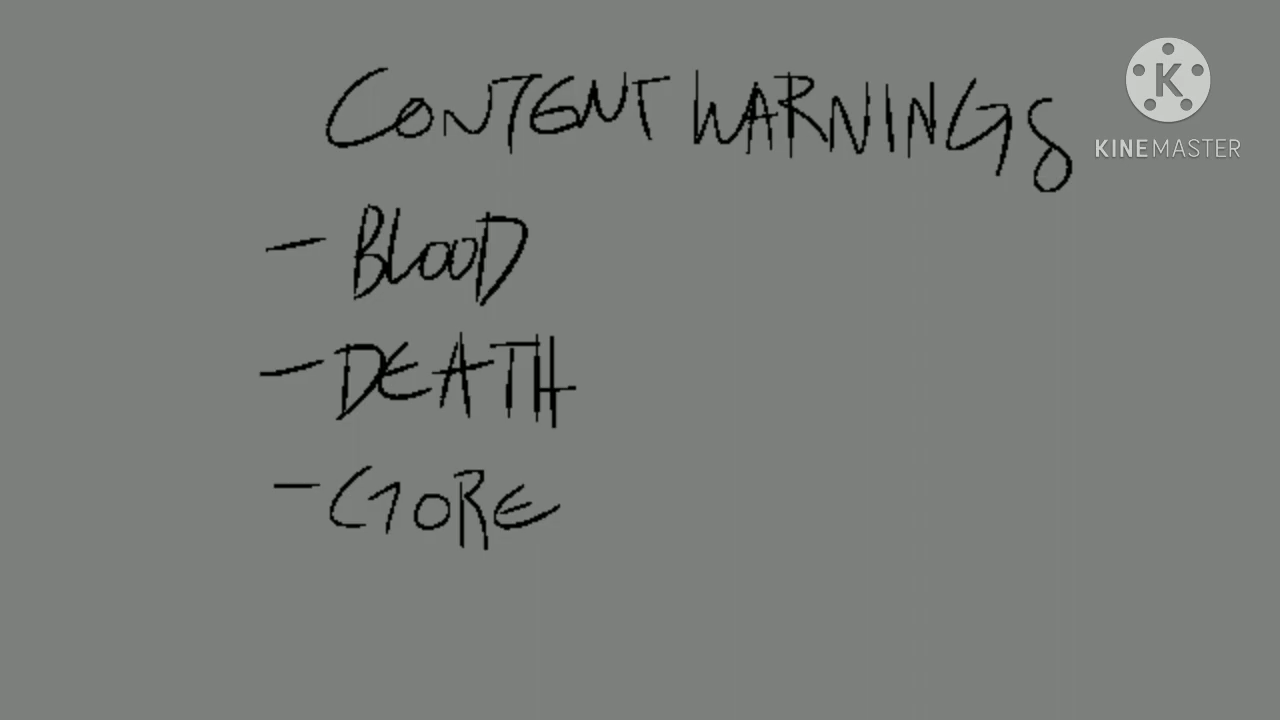 CONTENT WARNINGS
K
KINEMASTER
- BLOOD
- DEATH
- GORE